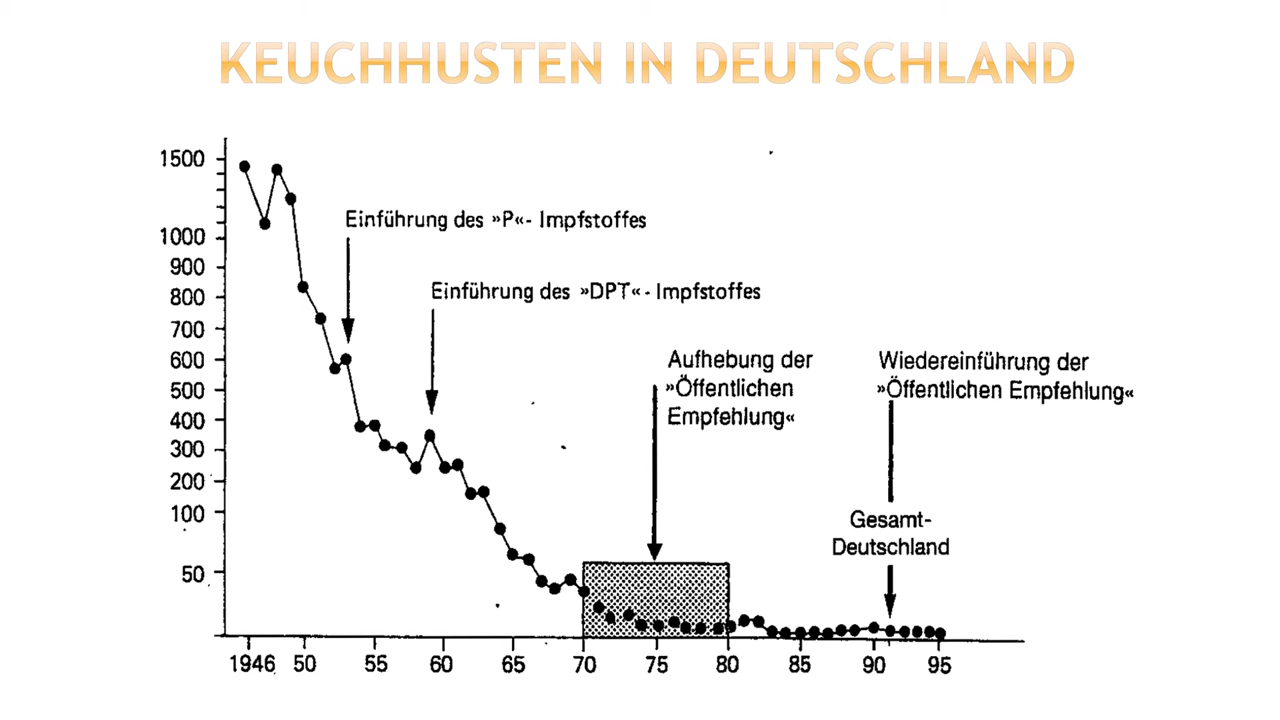 KEUCHHUSTEN IN DEUTSCHLAND
1500
1000
900
800
700
600
500
400
300
200
100
50
Einführung des »P«- Impfstoffes
Einführung des »DPT«- Impfstoffes
Aufhebung der
»Öffentlichen
Empfehlung«
Wiedereinführung der
»Öffentlichen Empfehlung«
Gesamt-
Deutschland
1946 50 55 60 65 70 75 80 85 90 95